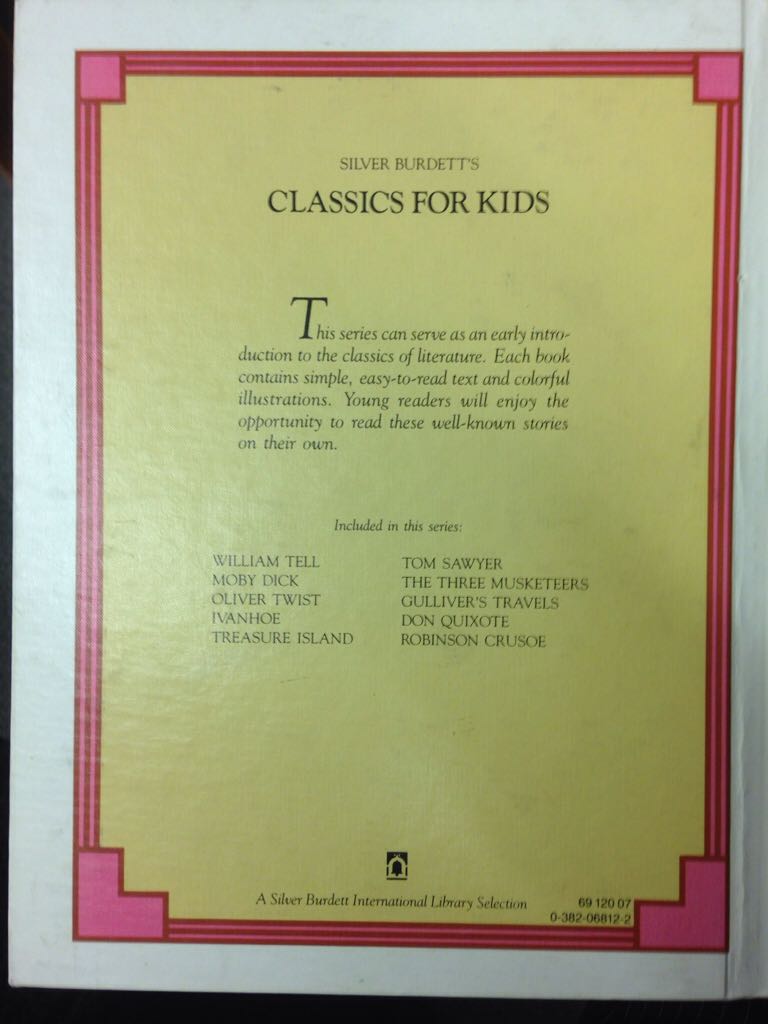 SILVER BURDETT'S
CLASSICS FOR KIDS
This series can serve as an early intro-
duction to the classics of literature. Each book
contains simple, easy-to-read text and colorful
illustrations. Young readers will enjoy the
opportunity to read these well-known stories
on their own.
Included in this series:
WILLIAM TELL
MOBY DICK
OLIVER TWIST
IVANHOE
TREASURE ISLAND
TOM SAWYER
THE THREE MUSKETEERS
GULLIVER'S TRAVELS
DON QUIXOTE
ROBINSON CRUSOE
A Silver Burdett International Library Selection
69 120 07
0-382-06812-2